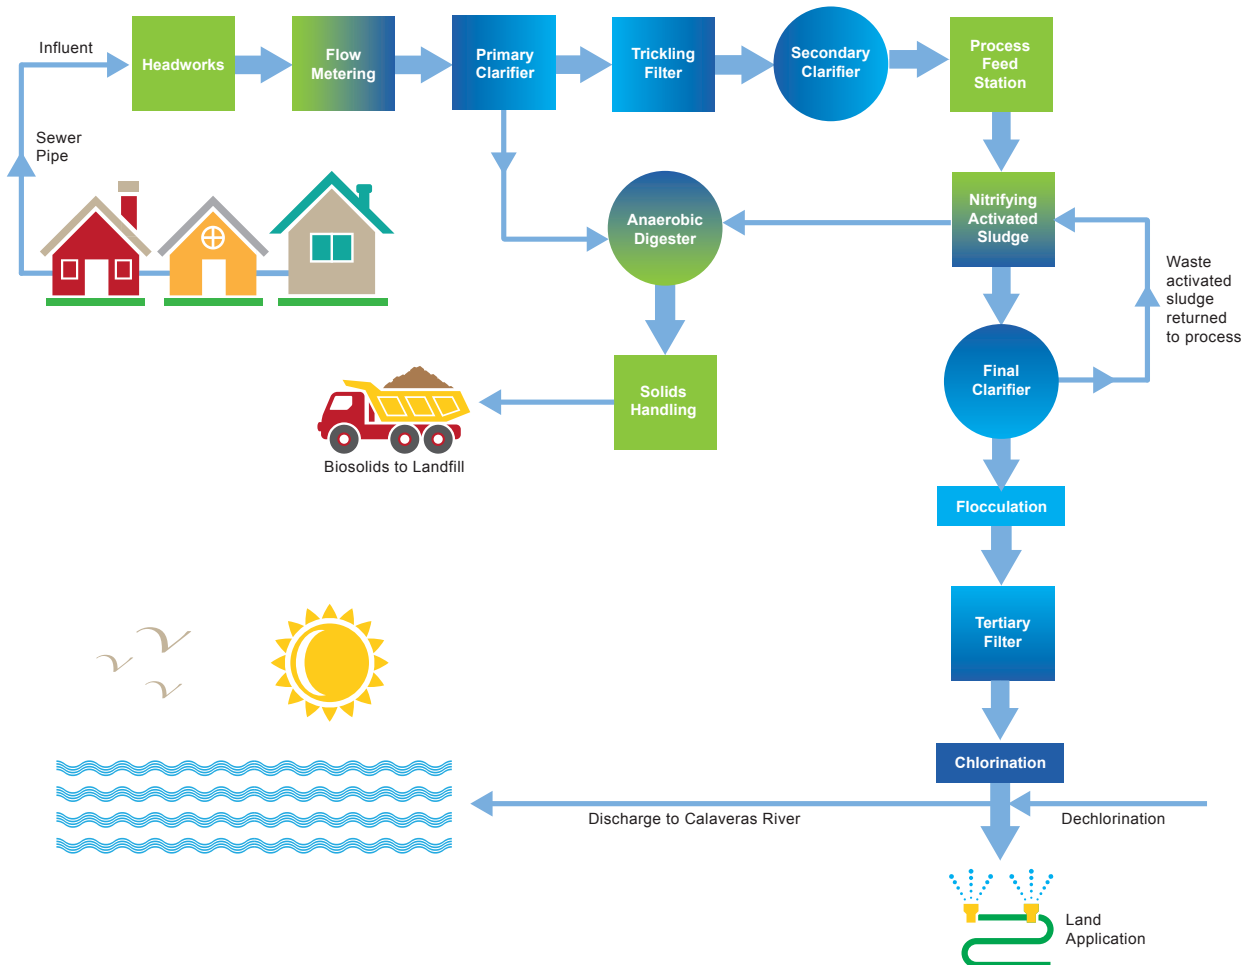 Influent
Headworks
Flow
Metering
Primary
Clarifier
Trickling
Filter
Secondary
Clarifier
Process
Feed
Station
Sewer
Pipe
Anaerobic
Digester
Nitrifying
Activated
Sludge
Waste
activated
sludge
returned
to process
Final
Clarifier
Solids
Handling
Biosolids to Landfill
Flocculation
Tertiary
Filter
Chlorination
Discharge to Calaveras River
Dechlorination
Land
Application